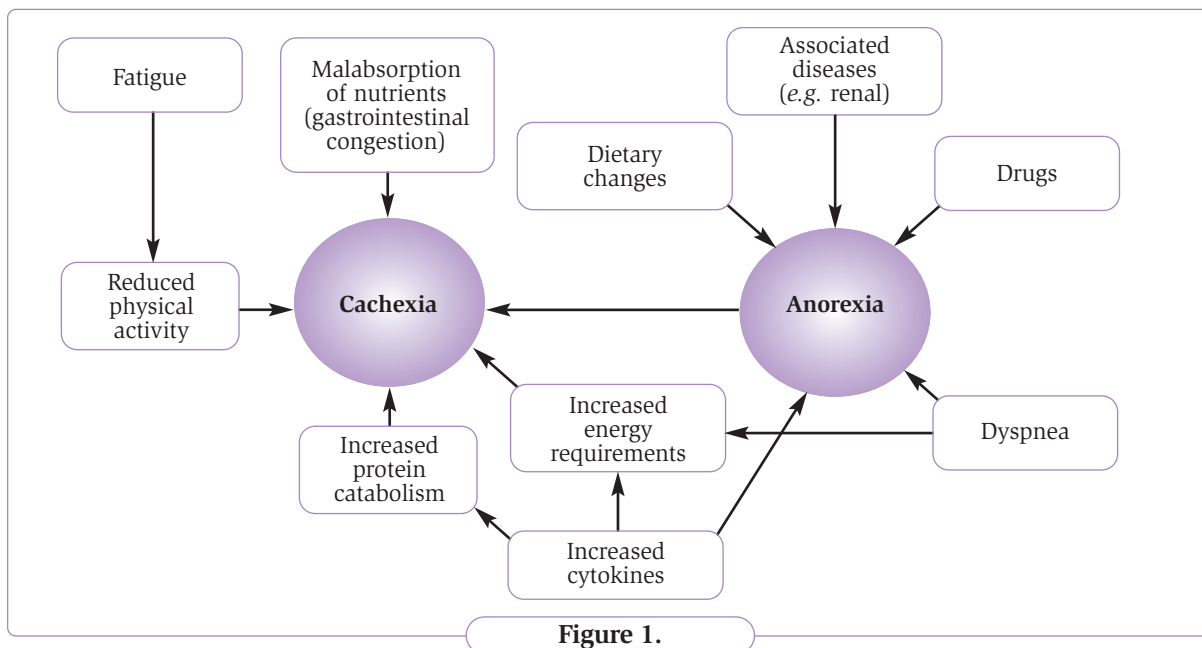 Fatigue
Malabsorption
of nutrients
(gastrointestinal
congestion)
Associated
diseases
(e.g. renal)
Dietary
changes
Drugs
Reduced
physical
activity
Cachexia
Anorexia
Increased
protein
catabolism
Increased
energy
requirements
Dyspnea
Increased
cytokines
Figure 1.